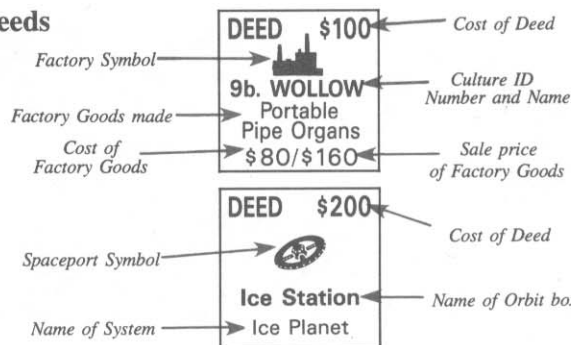 eeds
DEED $100
Cost of Deed
Factory Symbol
9b. WOLLOW
Culture ID
Number and Name
Factory Goods made
Portable
Pipe Organs
Cost of
Factory Goods
$80/$160
Sale price
of Factory Goods
DEED $200
Cost of Deed
Spaceport Symbol
Ice Station
Name of Orbit bo
Name of System
Ice Planet